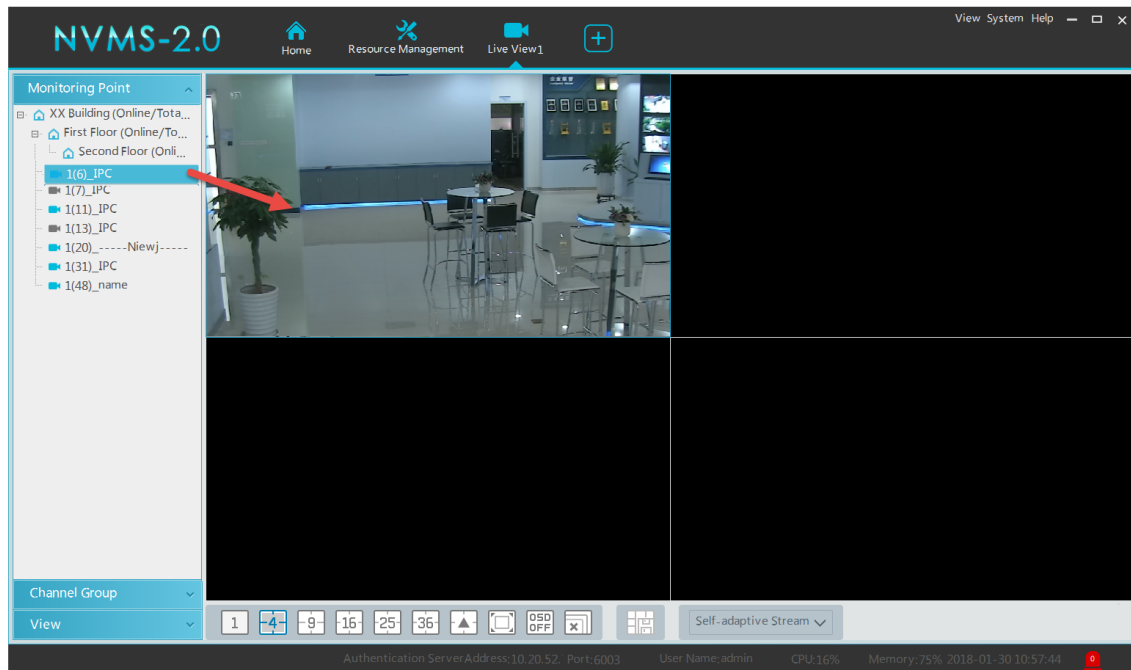 NVMS-2.0
Home
Resource Management
Live View1
View System Help
Monitoring Point
XX Building (Online/Tota...
First Floor (Online/To...
Second Floor (Onli...
1(6)_IPC
1(7)_IPC
1(11)_IPC
1(13)_IPC
1(20)_-----Niewj-----
1(31)_IPC
1(48)_name
Channel Group
View
1
4
9
16
25
36
OSD
OFF
Self-adaptive Stream
Authentication Server Address:10.20.52. Port:6003 User Name;admin CPU:16% Memory:75% 2018-01-30 10:57:44 0